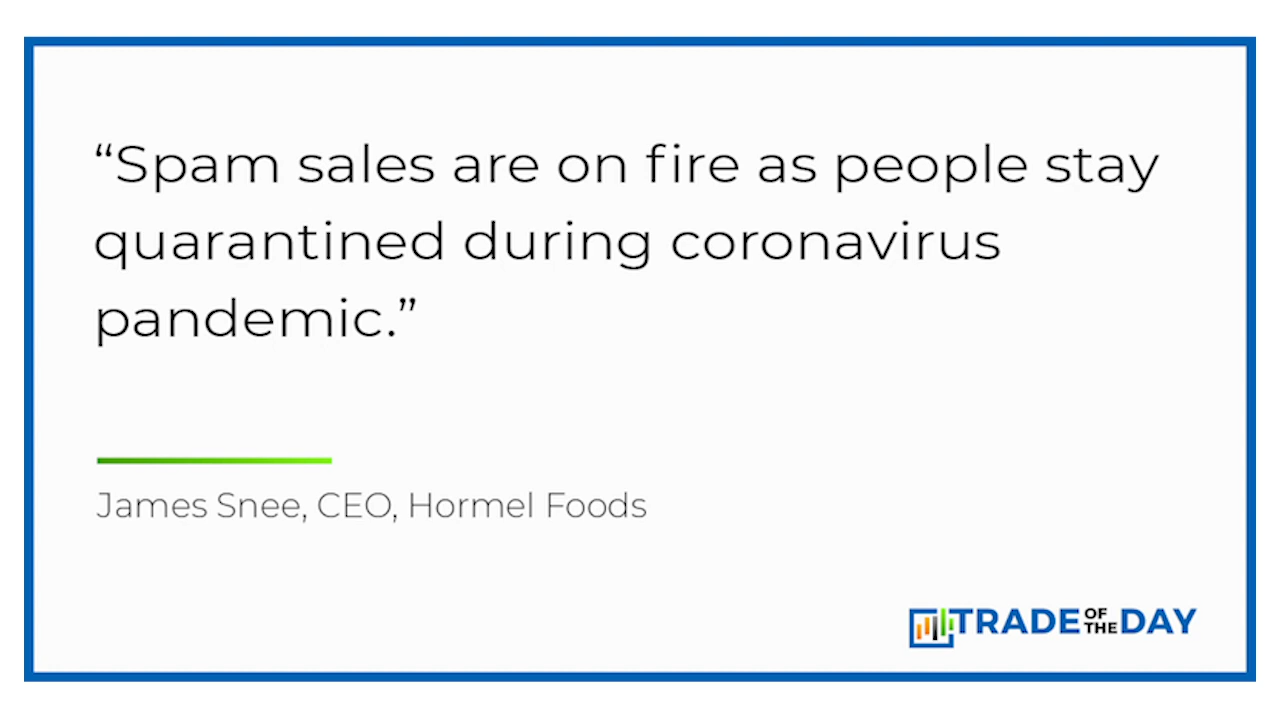 “Spam sales are on fire as people stay
quarantined during coronavirus
pandemic.”
James Snee, CEO, Hormel Foods
TRADE OF THE DAY